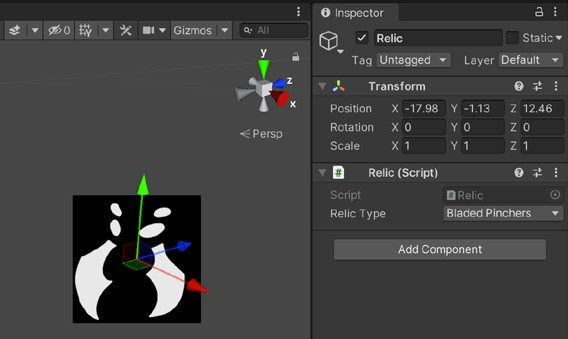 Inspector
0
Gizmos
All
Relic
Static
Tag Untagged Layer Default
y
z
x
Persp
Transform
Position X -17.98 Y -1.13 Z 12.46
Rotation X 0 Y 0 Z 0
Scale X 1 Y 1 Z 1
# Relic (Script)
Script # Relic
Relic Type Bladed Pinchers
Add Component